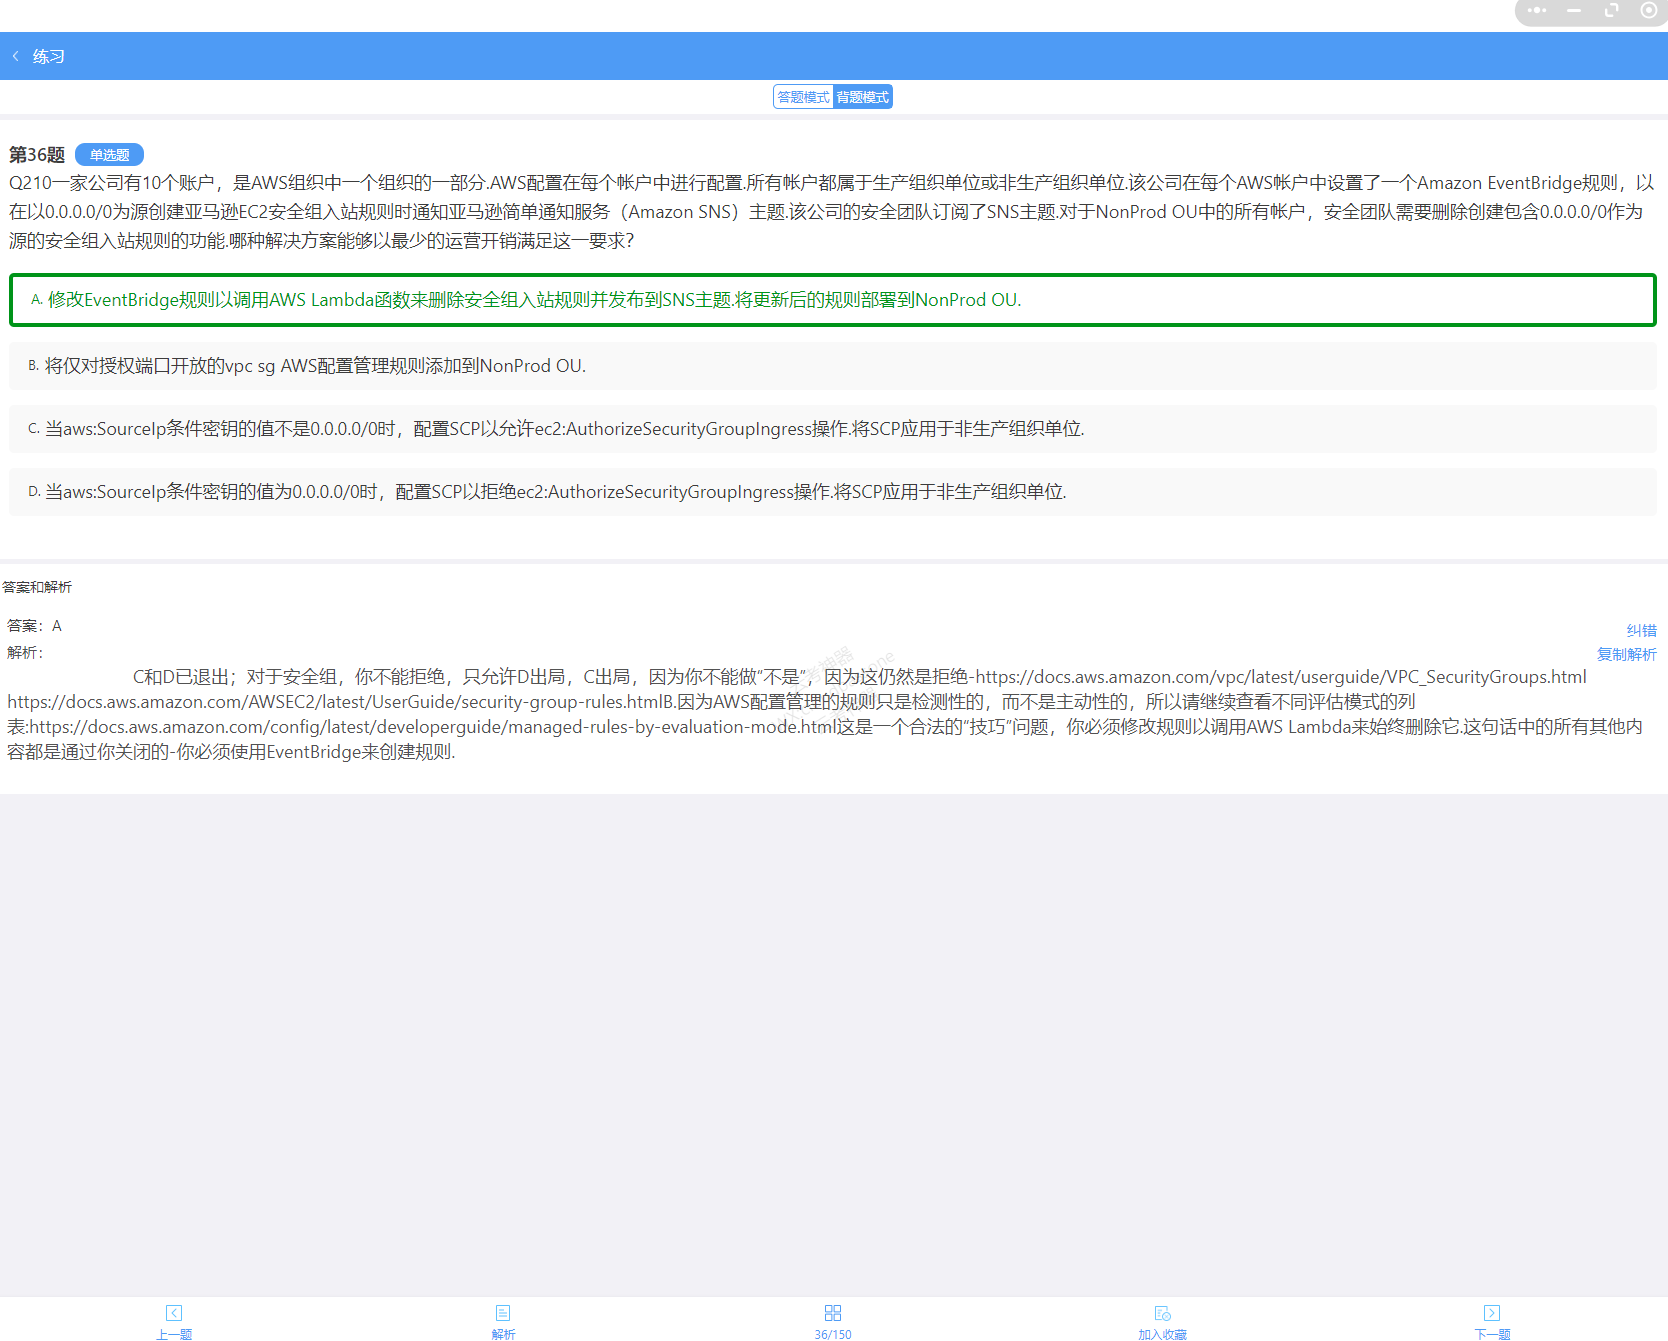 练习
答题模式 背题模式
第36题 单选题
Q210一家公司有10个账户，是AWS组织中一个组织的一部分.AWS配置在每个帐户中进行配置.所有帐户都属于生产组织单位或非生产组织单位.该公司在每个AWS帐户中设置了一个Amazon EventBridge规则，以
在以0.0.0.0/0为源创建亚马逊EC2安全组入站规则时通知亚马逊简单通知服务（Amazon SNS）主题.该公司的安全团队订阅了SNS主题.对于NonProd OU中的所有帐户，安全团队需要删除创建包含0.0.0.0/0作为
源的安全组入站规则的功能.哪种解决方案能够以最少的运营开销满足这一要求？
A. 修改EventBridge规则以调用AWS Lambda函数来删除安全组入站规则并发布到SNS主题.将更新后的规则部署到NonProd OU.
B. 将仅对授权端口开放的vpc sg AWS配置管理规则添加到NonProd OU.
C. 当aws:SourceIp条件密钥的值不是0.0.0.0/0时，配置SCP以允许ec2:AuthorizeSecurityGroupIngress操作.将SCP应用于非生产组织单位.
D. 当aws:SourceIp条件密钥的值为0.0.0.0/0时，配置SCP以拒绝ec2:AuthorizeSecurityGroupIngress操作.将SCP应用于非生产组织单位.
答案和解析
答案：A
纠错
解析：
复制解析
C和D已退出；对于安全组，你不能拒绝，只允许D出局，C出局，因为你不能做“不是”，因为这仍然是拒绝-https://docs.aws.amazon.com/vpc/latest/userguide/VPC_SecurityGroups.html
https://docs.aws.amazon.com/AWSEC2/latest/UserGuide/security-group-rules.htmlB.因为AWS配置管理的规则只是检测性的，而不是主动性的，所以请继续查看不同评估模式的列
表:https://docs.aws.amazon.com/config/latest/developerguide/managed-rules-by-evaluation-mode.html这是一个合法的“技巧”问题，你必须修改规则以调用AWS Lambda来始终删除它.这句话中的所有其他内
容都是通过你关闭的-你必须使用EventBridge来创建规则.
上一题 解析 36/150 加入收藏 下一题